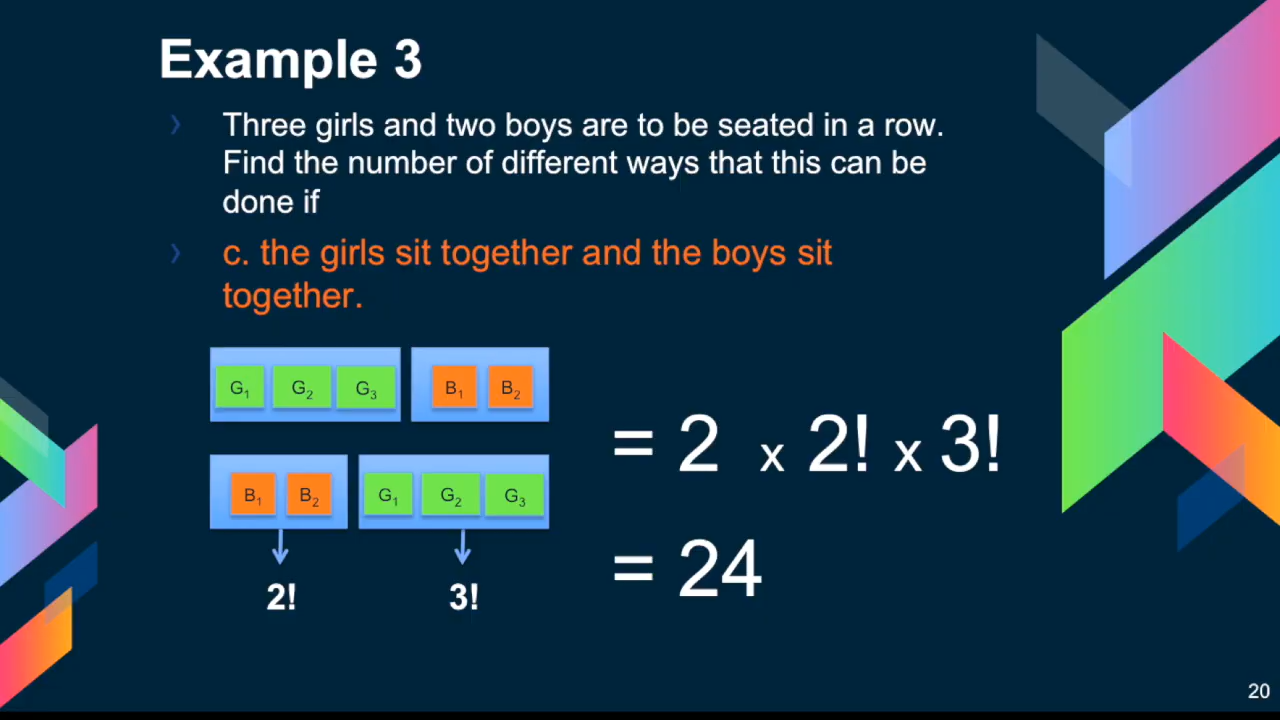 Example 3
› Three girls and two boys are to be seated in a row.
Find the number of different ways that this can be
done if
› c. the girls sit together and the boys sit
together.
G₁ G₂ G₃ B₁ B₂
= 2 x 2! x 3!
B₁ B₂ G₁ G₂ G₃
= 24
2! 3!
20